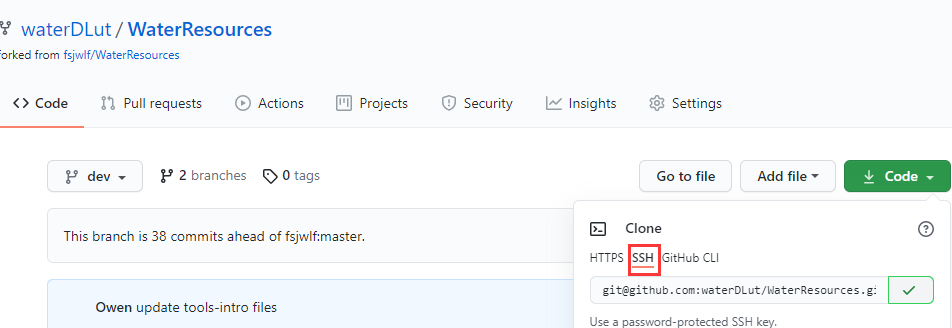 waterDLut / WaterResources
forked from fsjwlf/WaterResources
Code Pull requests Actions Projects Security Insights Settings
dev 2 branches 0 tags Go to file Add file Code
This branch is 38 commits ahead of fsjwlf:master.
Clone
HTTPS SSH GitHub CLI
Owen update tools-intro files
git@github.com:waterDLut/WaterResources.gi
Use a password-protected SSH key.